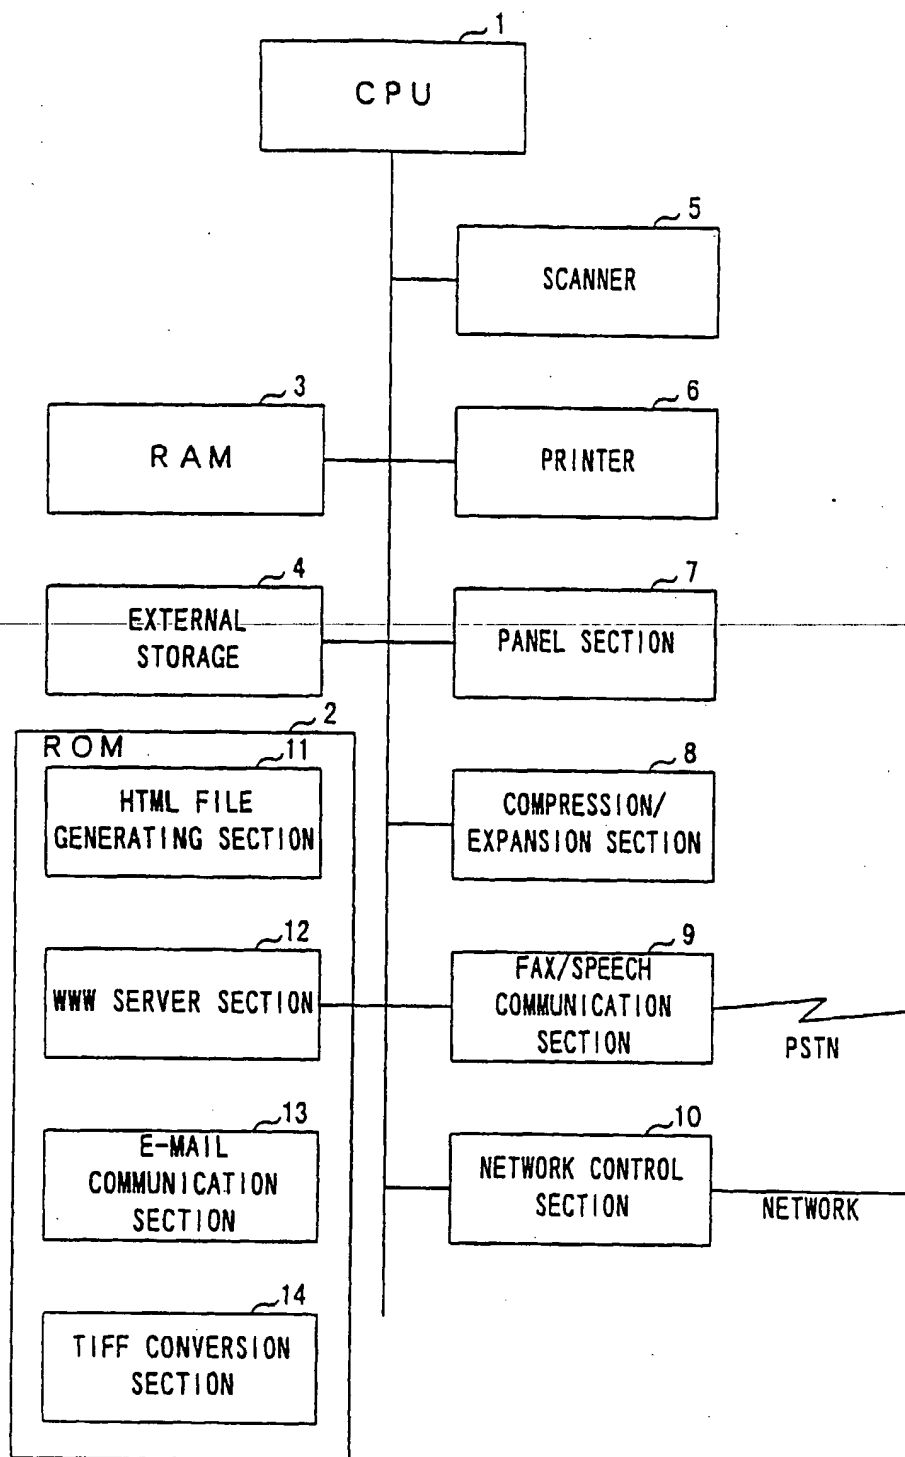 1
CPU
5
SCANNER
3
RAM
6
PRINTER
4
EXTERNAL
STORAGE
7
PANEL SECTION
2
ROM
11
HTML FILE
GENERATING SECTION
8
COMPRESSION/
EXPANSION SECTION
12
WWW SERVER SECTION
9
FAX/SPEECH
COMMUNICATION
SECTION
PSTN
13
E-MAIL
COMMUNICATION
SECTION
10
NETWORK CONTROL
SECTION
NETWORK
14
TIFF CONVERSION
SECTION